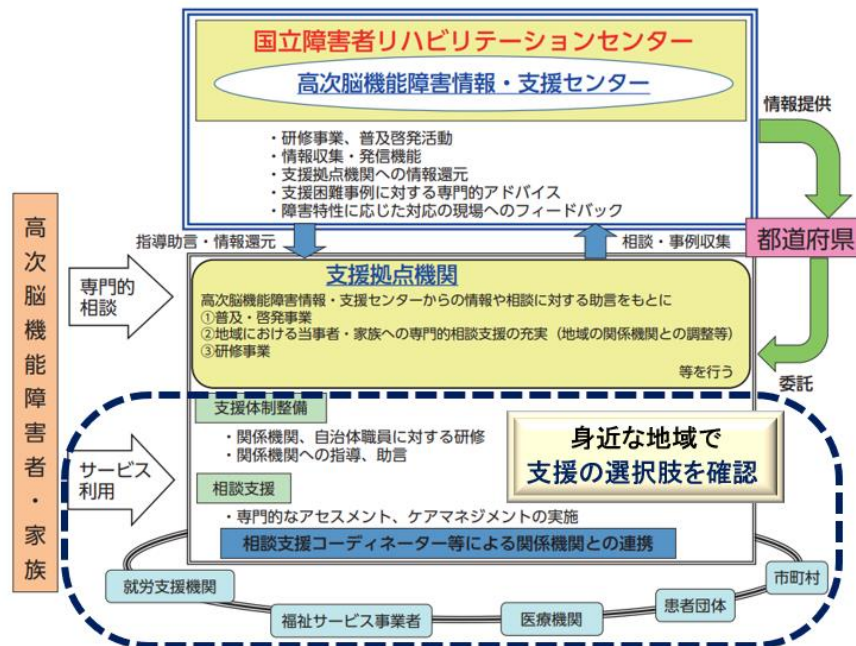 国立障害者リハビリテーションセンター
高次脳機能障害情報・支援センター
・研修事業、普及啓発活動
・情報収集・発信機能
・支援拠点機関への情報還元
・支援困難事例に対する専門的アドバイス
・障害特性に応じた対応の現場へのフィードバック
情報提供
都道府県
委託
指導助言・情報還元
相談・事例収集
高次脳機能障害者・家族
専門的
相談
支援拠点機関
高次脳機能障害情報・支援センターからの情報や相談に対する助言をもとに
①普及・啓発事業
②地域における当事者・家族への専門的相談支援の充実（地域の関係機関との調整等）
③研修事業
等を行う
サービス
利用
支援体制整備
・関係機関、自治体職員に対する研修
・関係機関への指導、助言
身近な地域で
支援の選択肢を確認
相談支援
・専門的なアセスメント、ケアマネジメントの実施
相談支援コーディネーター等による関係機関との連携
就労支援機関
福祉サービス事業者
医療機関
患者団体
市町村